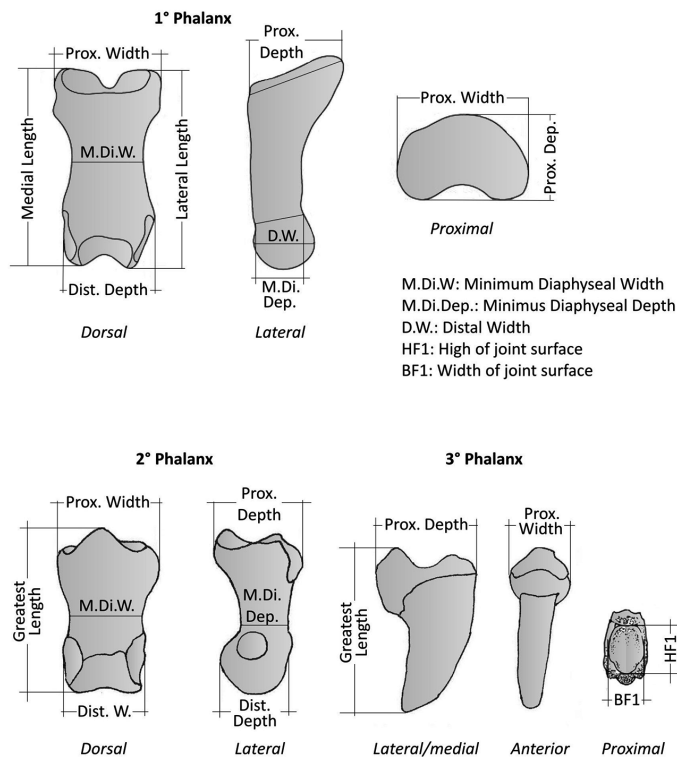 1° Phalanx
Prox. Width
Medial Length
M.Di.W.
Lateral Length
Dist. Depth
Dorsal
Prox.
Depth
D.W.
M.Di.
Dep.
Lateral
Prox. Width
Prox. Dep.
Proximal
M.Di.W: Minimum Diaphyseal Width
M.Di.Dep.: Minimus Diaphyseal Depth
D.W.: Distal Width
HF1: High of joint surface
BF1: Width of joint surface
2° Phalanx
Prox. Width
Greatest
Length
M.Di.W.
Dist. W.
Dorsal
Prox.
Depth
M.Di.
Dep.
Dist.
Depth
Lateral
3° Phalanx
Prox. Depth
Greatest
Length
Lateral/medial
Prox.
Width
Anterior
HF1
BF1
Proximal